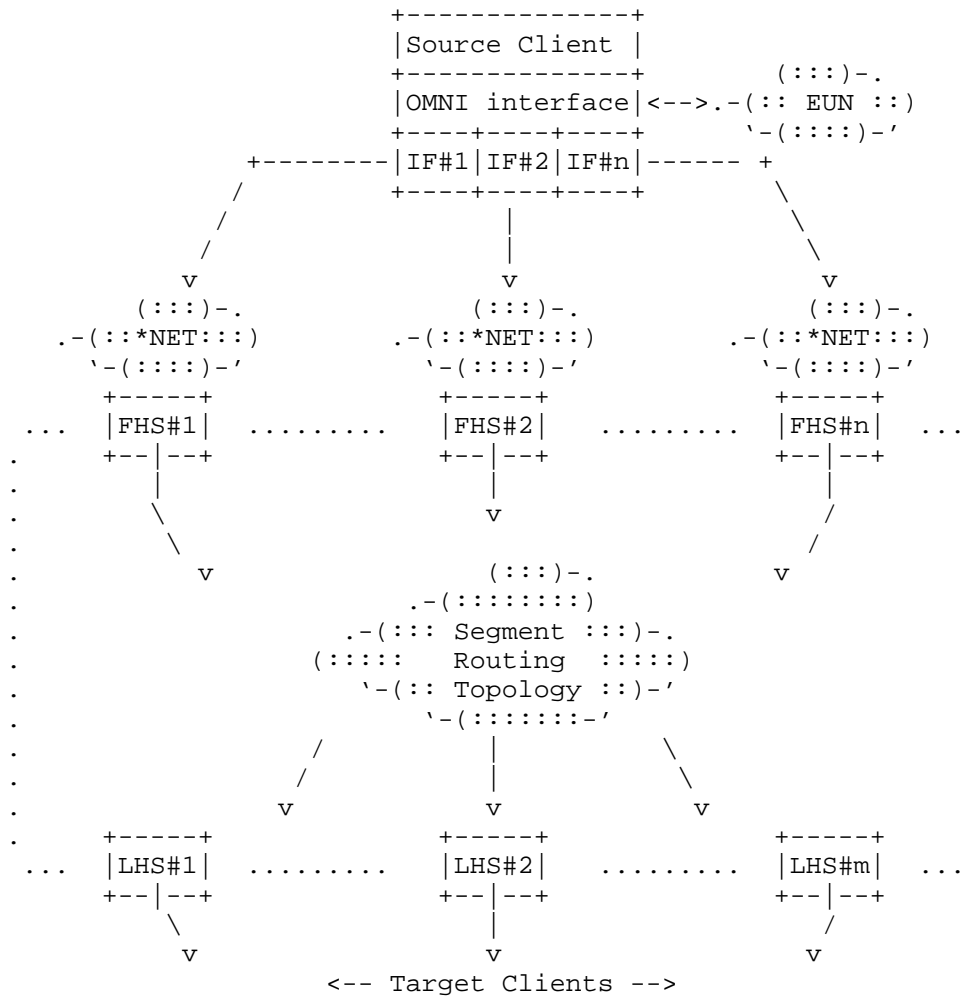 +--------------+
|Source Client |
+--------------+ (:::)-.
|OMNI interface|<-->.-(:: EUN ::)
+----+----+----+ `-(::::)-'
+--------|IF#1|IF#2|IF#n|------ +
/ +----+----+----+ \
/ | \
/ | \
v v v
(:::)-. (:::)-. (:::)-.
.-(::*NET:::) .-(::*NET:::) .-(::*NET:::)
`-(::::)-' `-(::::)-' `-(::::)-'
+-----+ +-----+ +-----+
... |FHS#1| ......... |FHS#2| ......... |FHS#n| ...
. +--|--+ +--|--+ +--|--+
. | | |
. \ v /
. \ /
. v (:::)-. v
. .-(::::::::)
. .-(::: Segment :::)-.
. (::::: Routing :::::)
. `-(:: Topology ::)-'
. `-(:::::::-'
. / | \
. / | \
. v v v
. +-----+ +-----+ +-----+
... |LHS#1| ......... |LHS#2| ......... |LHS#m| ...
+--|--+ +--|--+ +--|--+
\ | /
v v v
<-- Target Clients -->